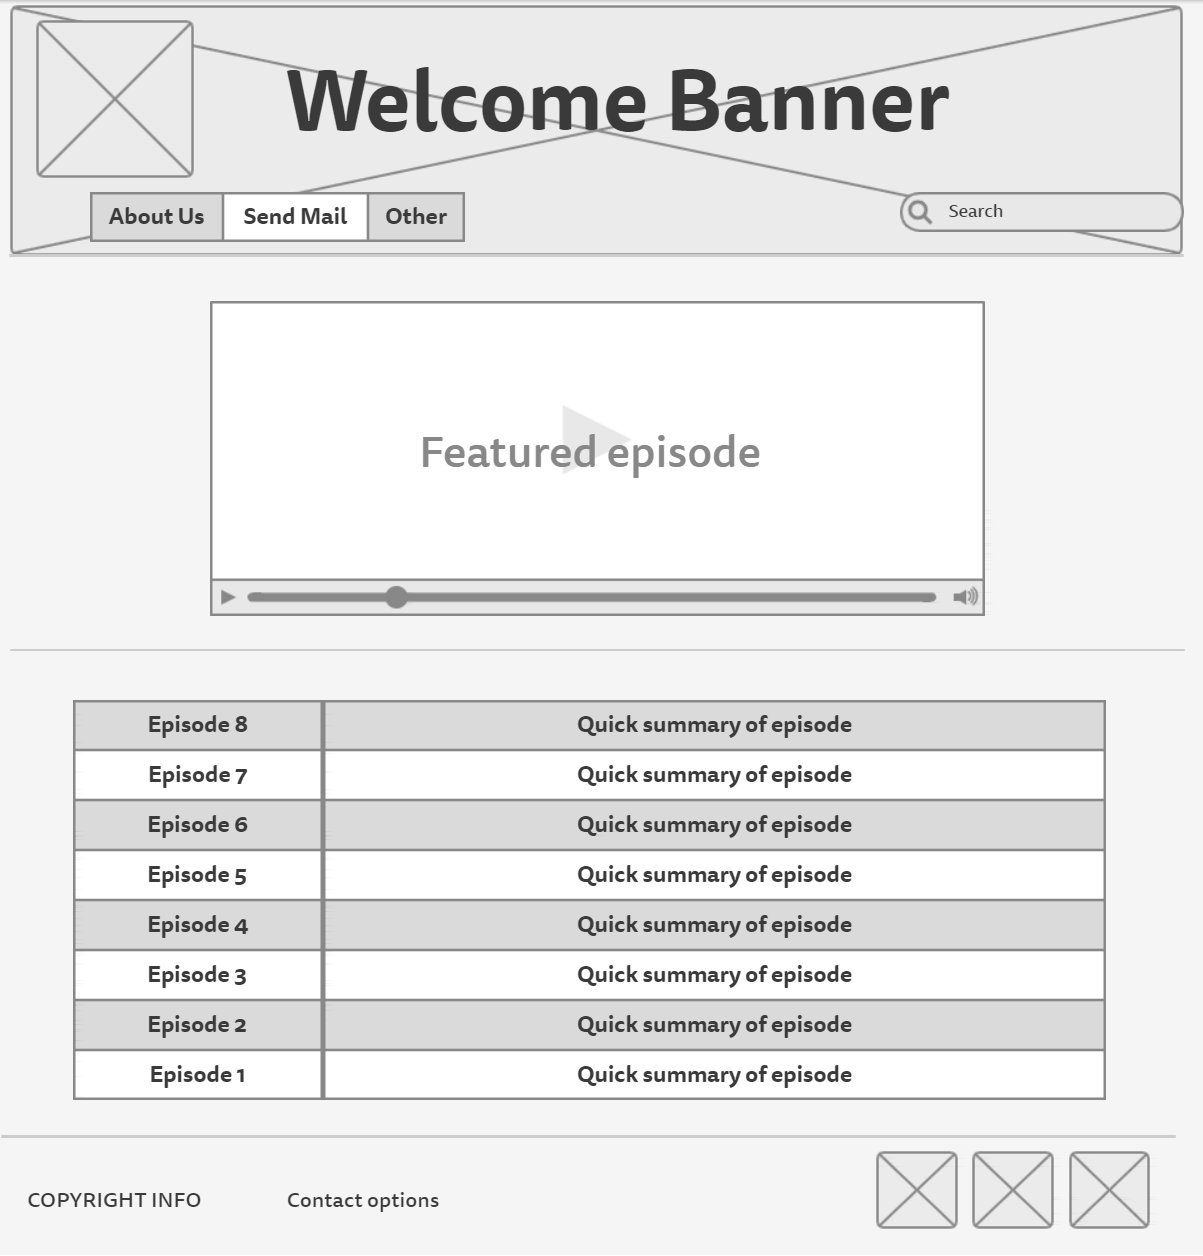 Welcome Banner
About Us Send Mail Other
Search
Featured episode
Episode 8 Quick summary of episode
Episode 7 Quick summary of episode
Episode 6 Quick summary of episode
Episode 5 Quick summary of episode
Episode 4 Quick summary of episode
Episode 3 Quick summary of episode
Episode 2 Quick summary of episode
Episode 1 Quick summary of episode
COPYRIGHT INFO Contact options